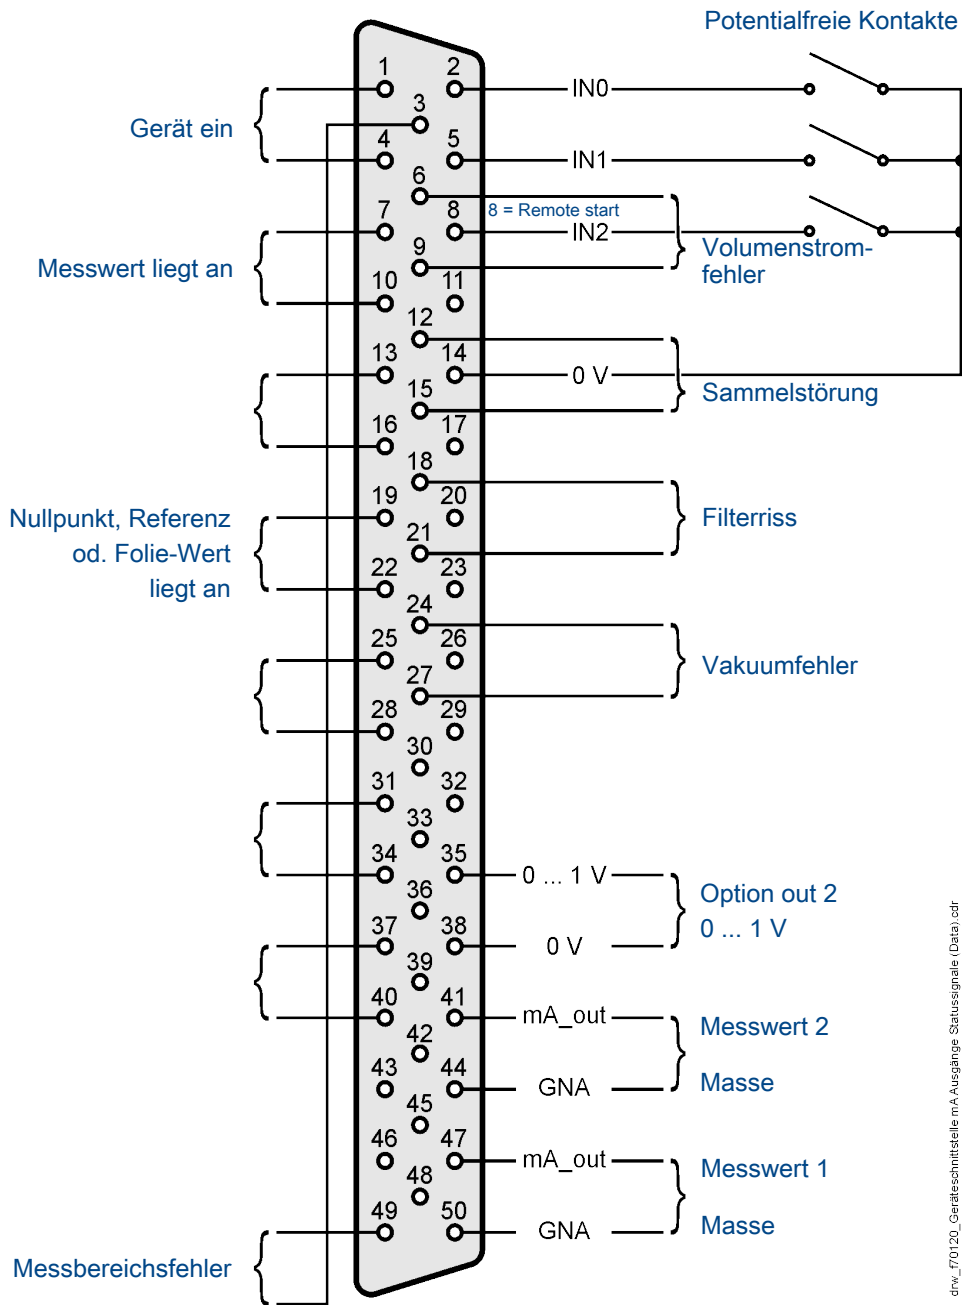 Potentialfreie Kontakte
1
2
IN0
3
Gerät ein
4
5
IN1
6
7
8
8 = Remote start
IN2
9
Volumenstrom-
fehler
Messwert liegt an
10
11
12
13
14
0 V
15
Sammelstörung
16
17
18
19
20
Nullpunkt, Referenz
od. Folie-Wert
liegt an
Filterriss
21
22
23
24
25
26
Vakuumfehler
27
28
29
30
31
32
33
34
35
0 ... 1 V
Option out 2
0 ... 1 V
36
37
38
0 V
39
40
41
mA_out
Messwert 2
42
43
44
GNA
Masse
45
46
47
mA_out
Messwert 1
48
49
50
GNA
Masse
Messbereichsfehler
drw_f70120_Geräteschnittstelle mA Ausgänge Statussignale (Data).cdr